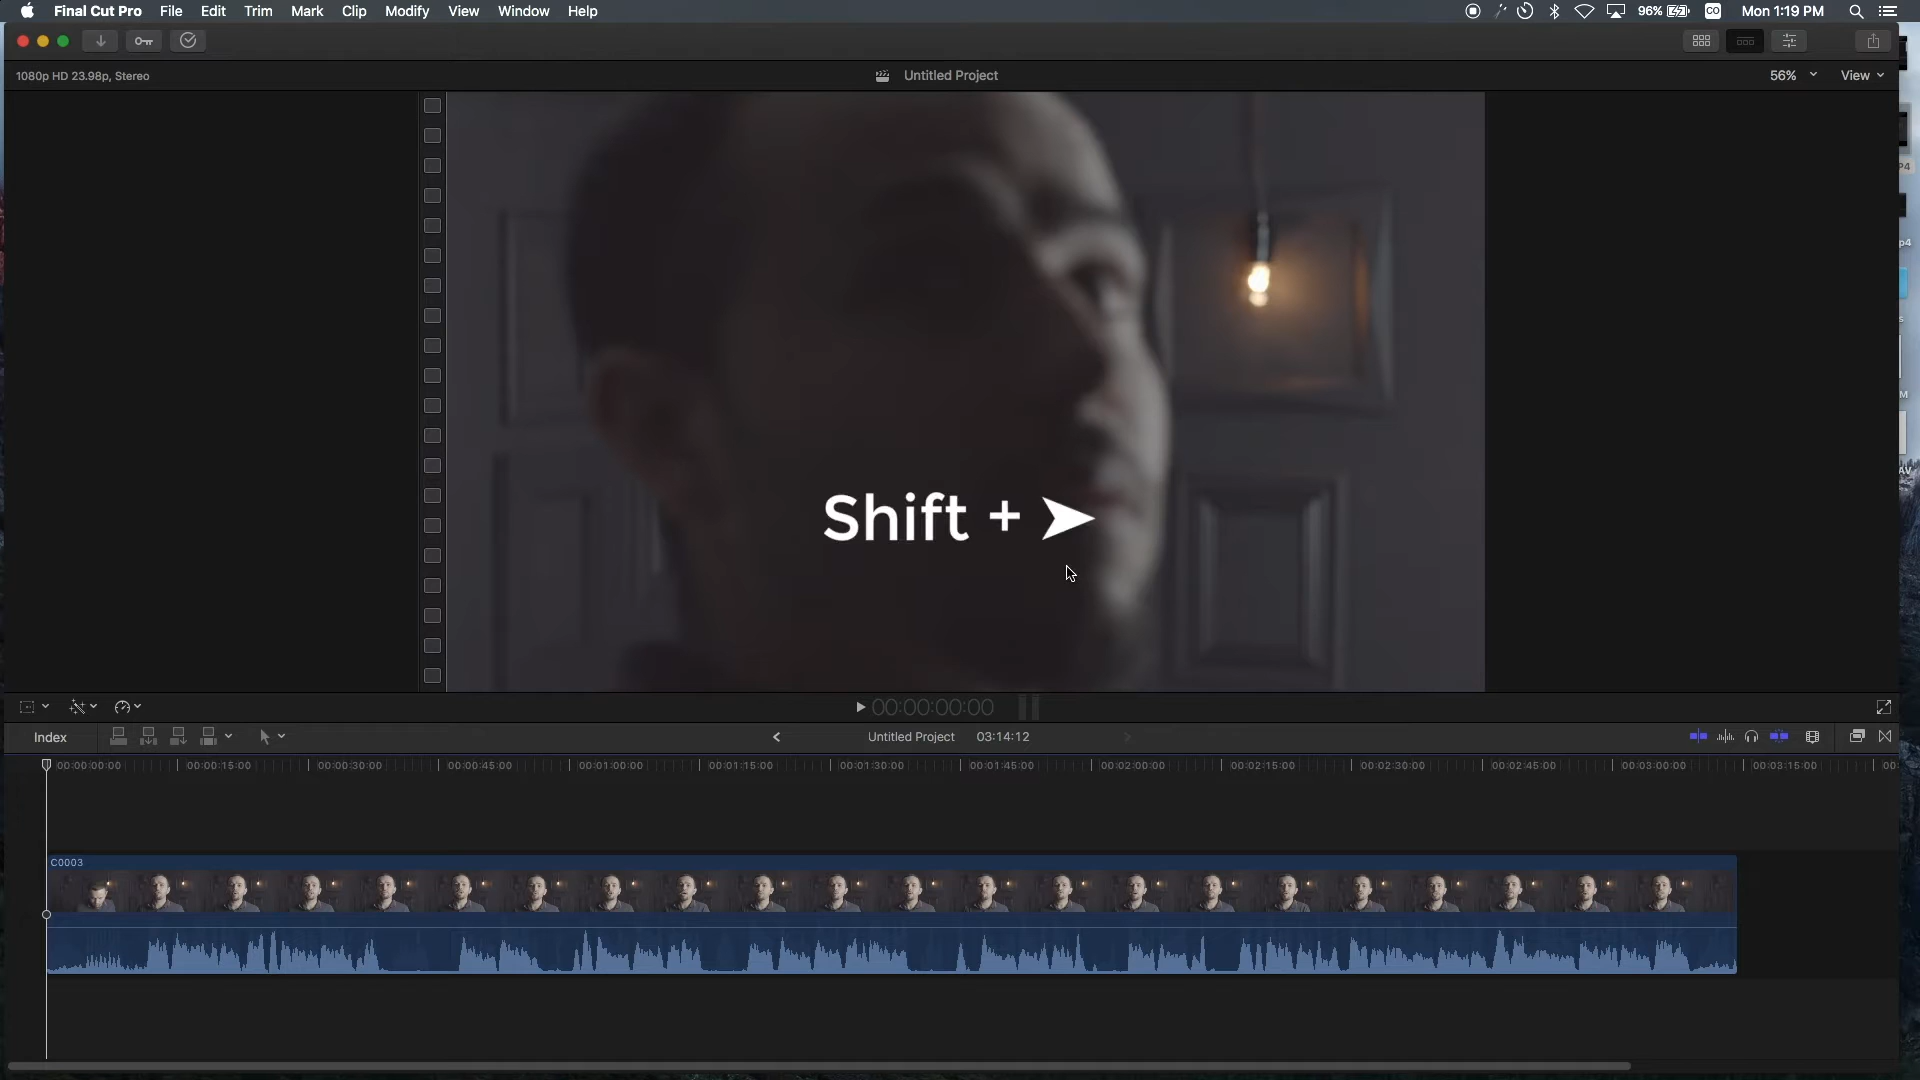 Final Cut Pro File Edit Trim Mark Clip Modify View Window Help
96% Mon 1:19 PM
1080p HD 23.98p, Stereo
Untitled Project
56%
View
Shift + ➤
00:00:00:00
Index
Untitled Project 03:14:12
00:00:00:00 00:00:15:00 00:00:30:00 00:00:45:00 00:01:00:00 00:01:15:00 00:01:30:00 00:01:45:00 00:02:00:00 00:02:15:00 00:02:30:00 00:02:45:00 00:03:00:00 00:03:15:00 00:
C0003